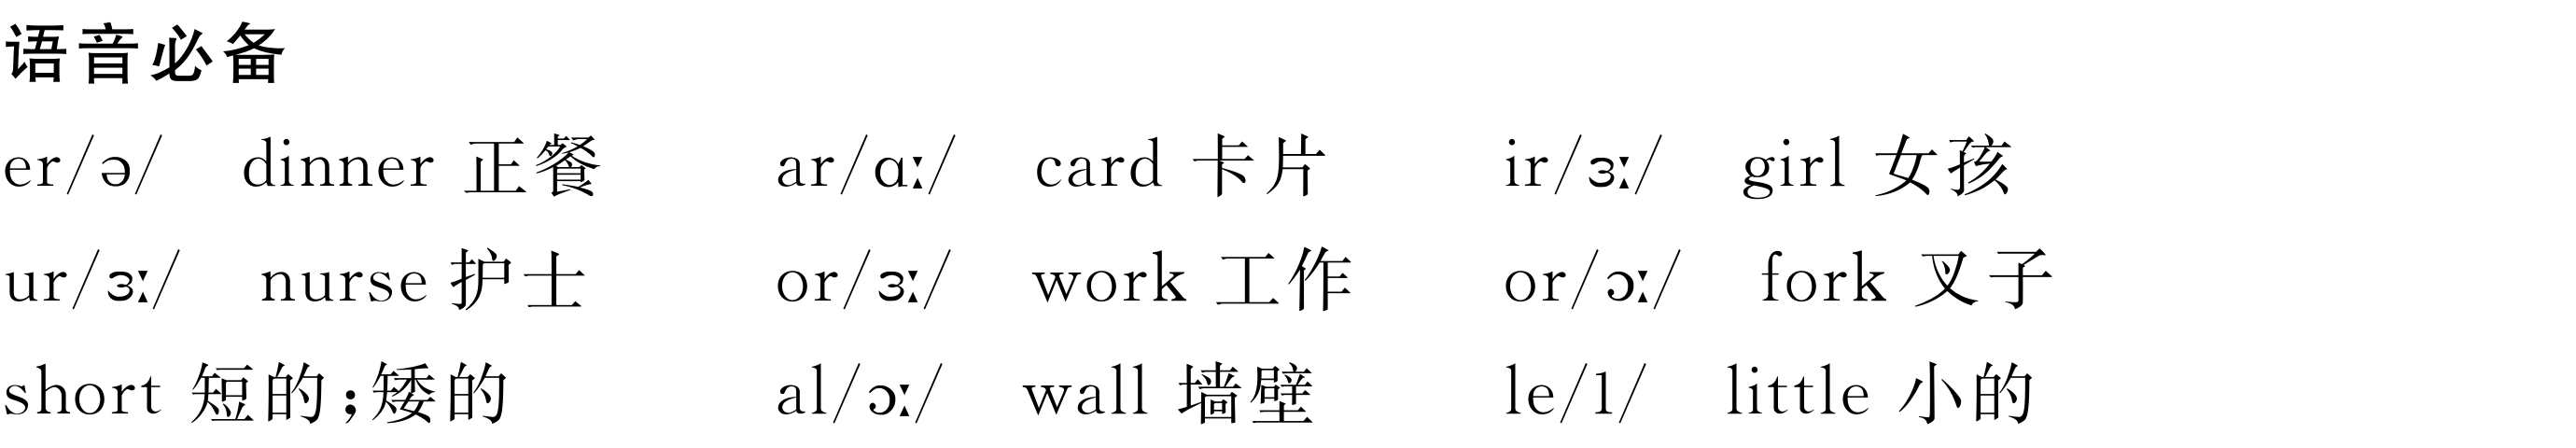 语音必备
er/ə/ dinner 正餐 ar/ɑː/ card 卡片 ir/ɜː/ girl 女孩
ur/ɜː/ nurse 护士 or/ɜː/ work 工作 or/ɔː/ fork 叉子
short 短的;矮的 al/ɔː/ wall 墙壁 le/l/ little 小的